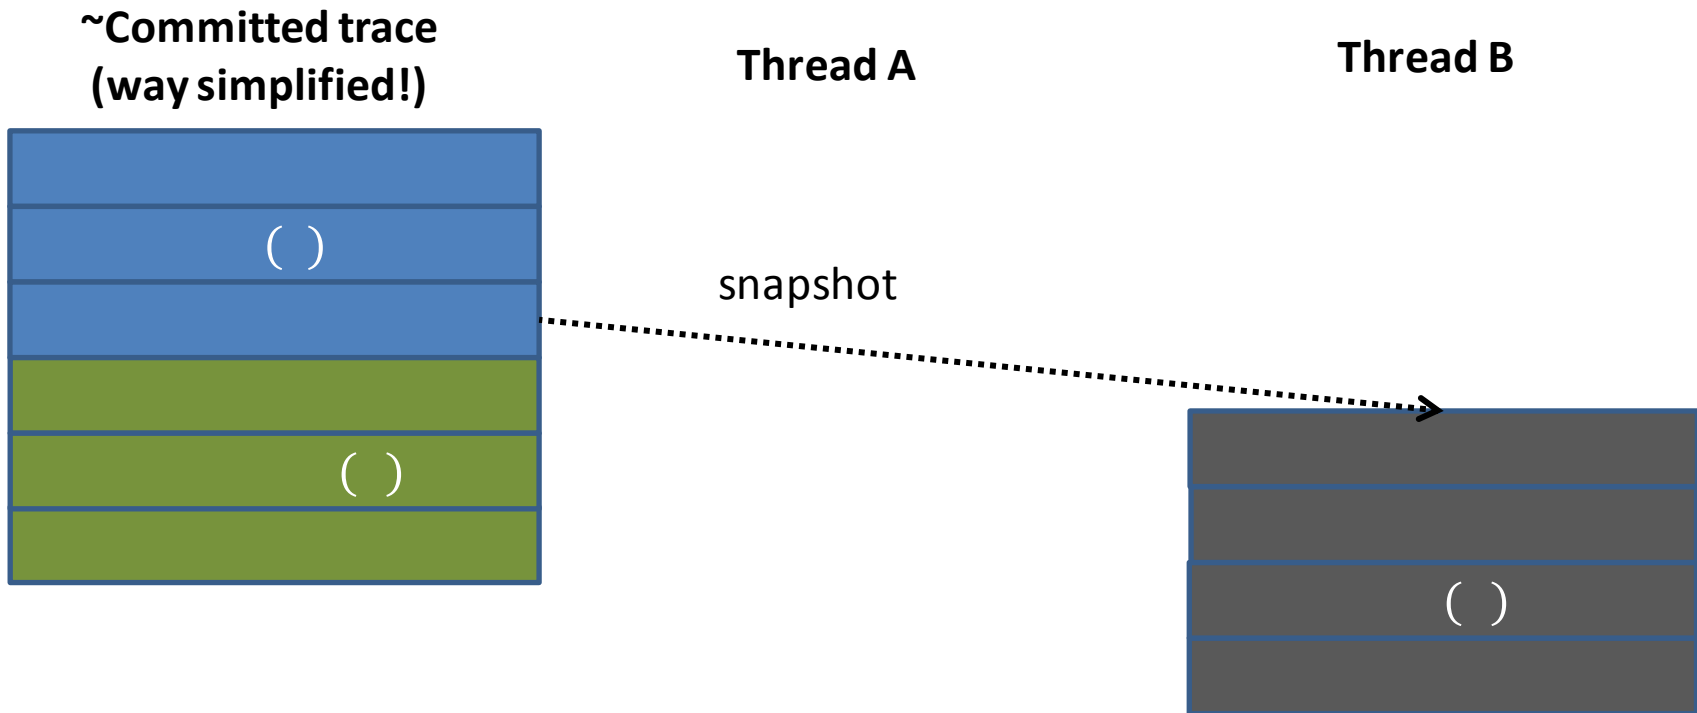 ~Committed trace
(way simplified!)
Thread A
Thread B
( )
snapshot
( )
( )